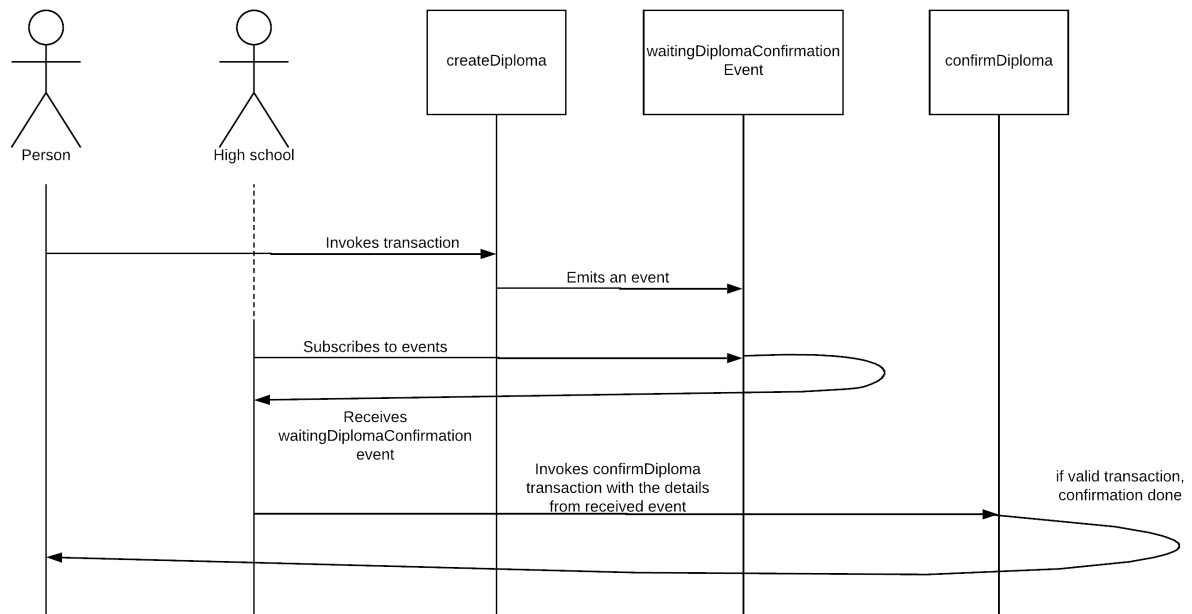 createDiploma
waitingDiplomaConfirmation
Event
confirmDiploma
Person
High school
Invokes transaction
Emits an event
Subscribes to events
Receives
waitingDiplomaConfirmation
event
Invokes confirmDiploma
transaction with the details
from received event
if valid transaction,
confirmation done